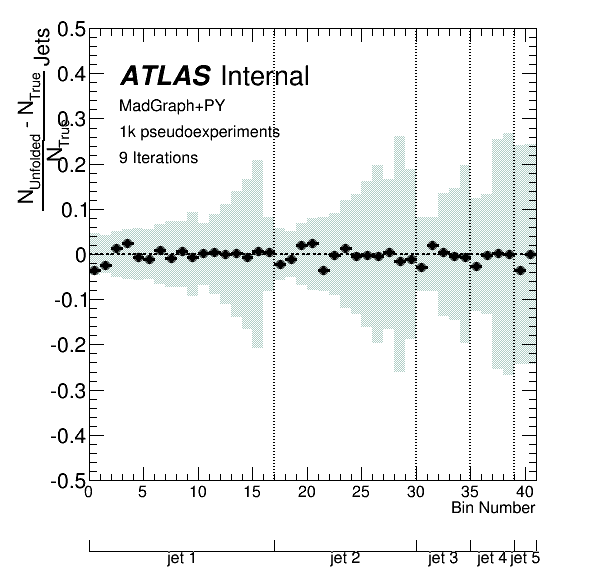 N_Unfolded - N_True Jets
N_True
0.5
0.4
0.3
0.2
0.1
0
-0.1
-0.2
-0.3
-0.4
-0.5
ATLAS Internal
MadGraph+PY
1k pseudoexperiments
9 Iterations
0 5 10 15 20 25 30 35 40
Bin Number
jet 1 jet 2 jet 3 jet 4 jet 5